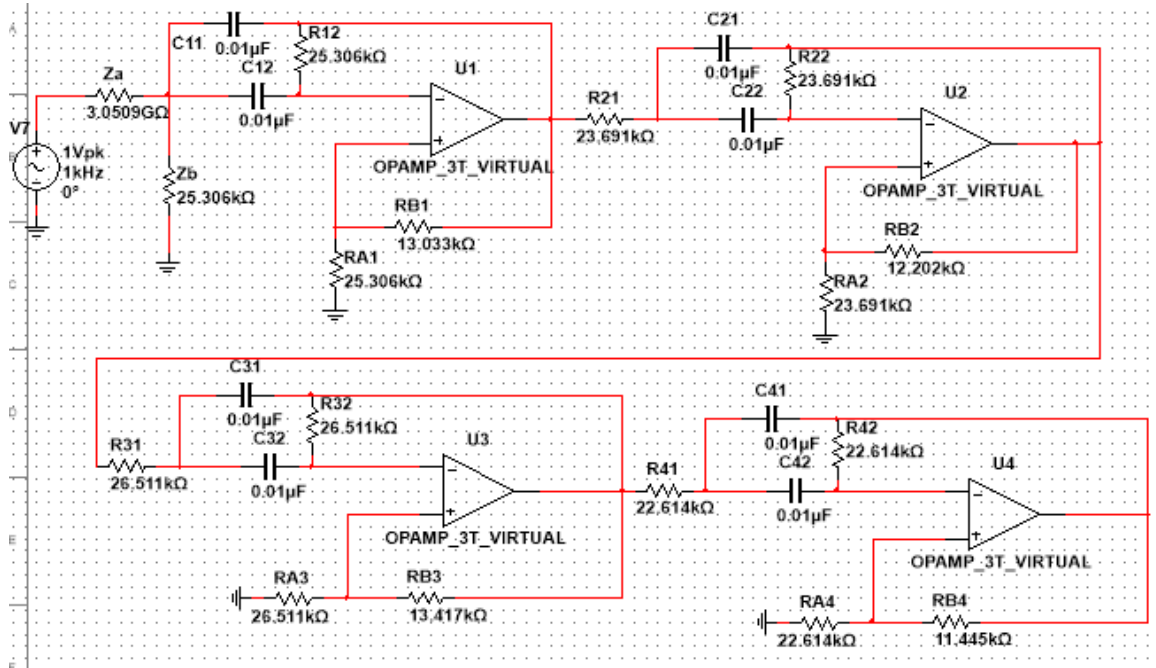 C11
0.01µF
R12
25.306kΩ
C12
0.01µF
Za
3.0509GΩ
V7
1Vpk
1kHz
0°
Zb
25.306kΩ
U1
OPAMP_3T_VIRTUAL
RB1
13.033kΩ
RA1
25.306kΩ
C21
0.01µF
R22
23.691kΩ
C22
0.01µF
R21
23.691kΩ
U2
OPAMP_3T_VIRTUAL
RB2
12.202kΩ
RA2
23.691kΩ
C31
0.01µF
R32
26.511kΩ
C32
0.01µF
R31
26.511kΩ
U3
OPAMP_3T_VIRTUAL
RA3
26.511kΩ
RB3
13.417kΩ
C41
0.01µF
R42
22.614kΩ
C42
0.01µF
R41
22.614kΩ
U4
OPAMP_3T_VIRTUAL
RA4
22.614kΩ
RB4
11.445kΩ